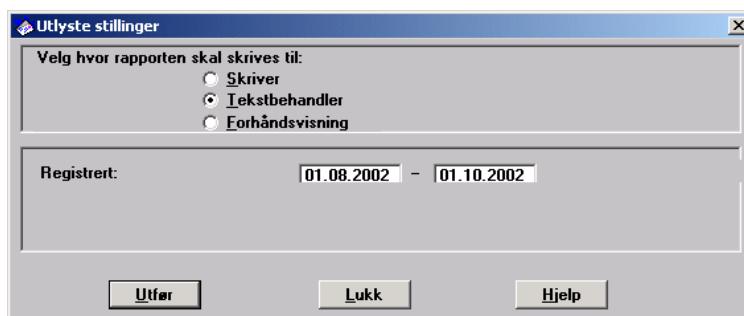 Utlyste stillinger
Velg hvor rapporten skal skrives til:
Skriver
Tekstbehandler
Forhåndsvisning
Registrert: 01.08.2002 - 01.10.2002
Utfør Lukk Hjelp